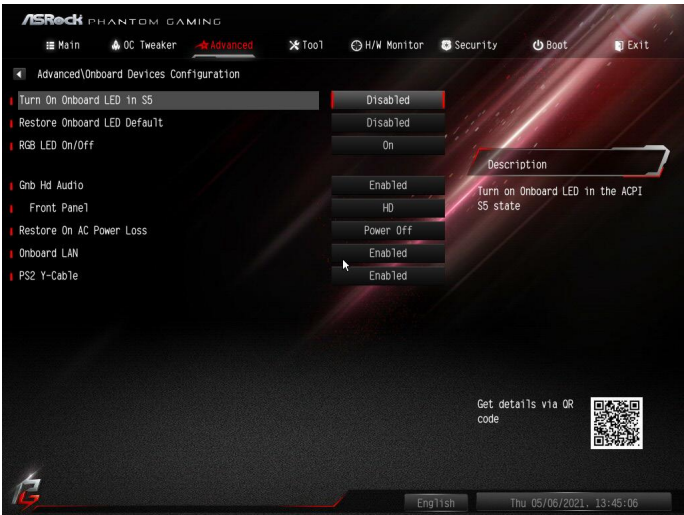 ASRock PHANTOM GAMING
Main OC Tweaker Advanced Tool H/W Monitor Security Boot Exit
Advanced\Onboard Devices Configuration
Turn On Onboard LED in S5 Disabled
Restore Onboard LED Default Disabled
RGB LED On/Off On
Description
Gnb Hd Audio Enabled
Turn on Onboard LED in the ACPI
S5 state
Front Panel HD
Restore On AC Power Loss Power Off
Onboard LAN Enabled
PS2 Y-Cable Enabled
Get details via QR
code
English Thu 05/06/2021, 13:45:06